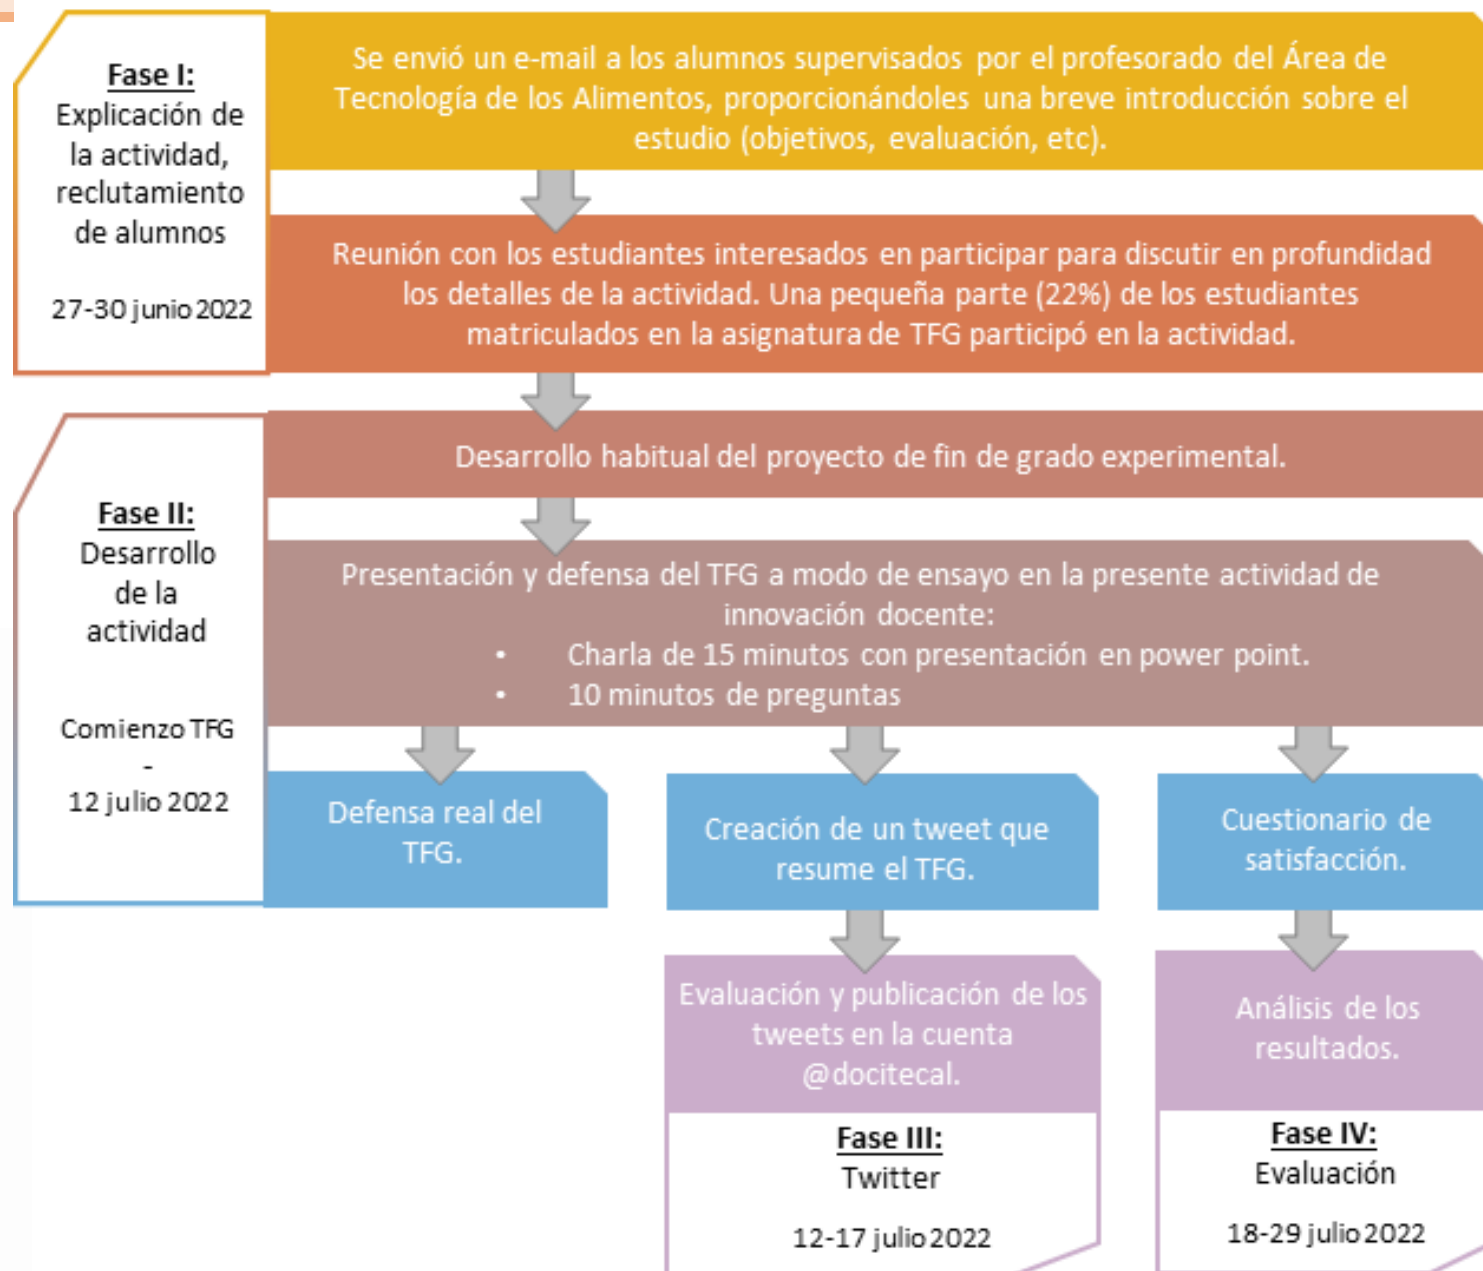 Fase I:
Explicación de
la actividad,
reclutamiento
de alumnos
27-30 junio 2022
Se envió un e-mail a los alumnos supervisados por el profesorado del Área de
Tecnología de los Alimentos, proporcionándoles una breve introducción sobre el
estudio (objetivos, evaluación, etc).
Reunión con los estudiantes interesados en participar para discutir en profundidad
los detalles de la actividad. Una pequeña parte (22%) de los estudiantes
matriculados en la asignatura de TFG participó en la actividad.
Fase II:
Desarrollo
de la
actividad
Comienzo TFG
-
12 julio 2022
Desarrollo habitual del proyecto de fin de grado experimental.
Presentación y defensa del TFG a modo de ensayo en la presente actividad de
innovación docente:
• Charla de 15 minutos con presentación en power point.
• 10 minutos de preguntas
Defensa real del
TFG.
Creación de un tweet que
resume el TFG.
Cuestionario de
satisfacción.
Evaluación y publicación de los
tweets en la cuenta
@docitecal.
Fase III:
Twitter
12-17 julio 2022
Análisis de los
resultados.
Fase IV:
Evaluación
18-29 julio 2022